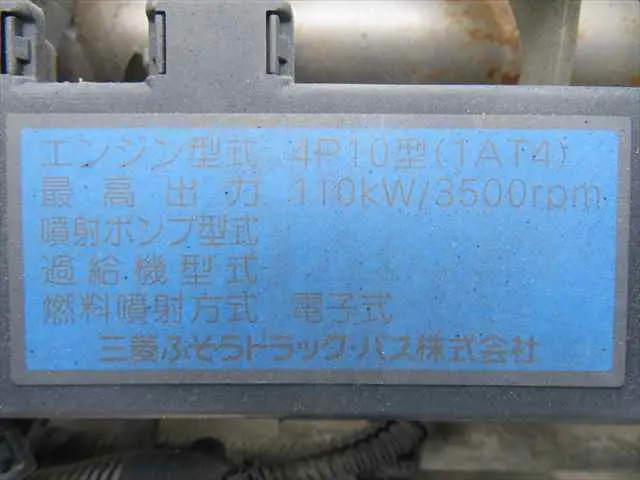 エンジン型式 4P10型(1AT4)
最高出力 110kW/3500rpm
噴射ポンプ型式
過給機型式
燃料噴射方式 電子式
三菱ふそうトラック・バス株式会社